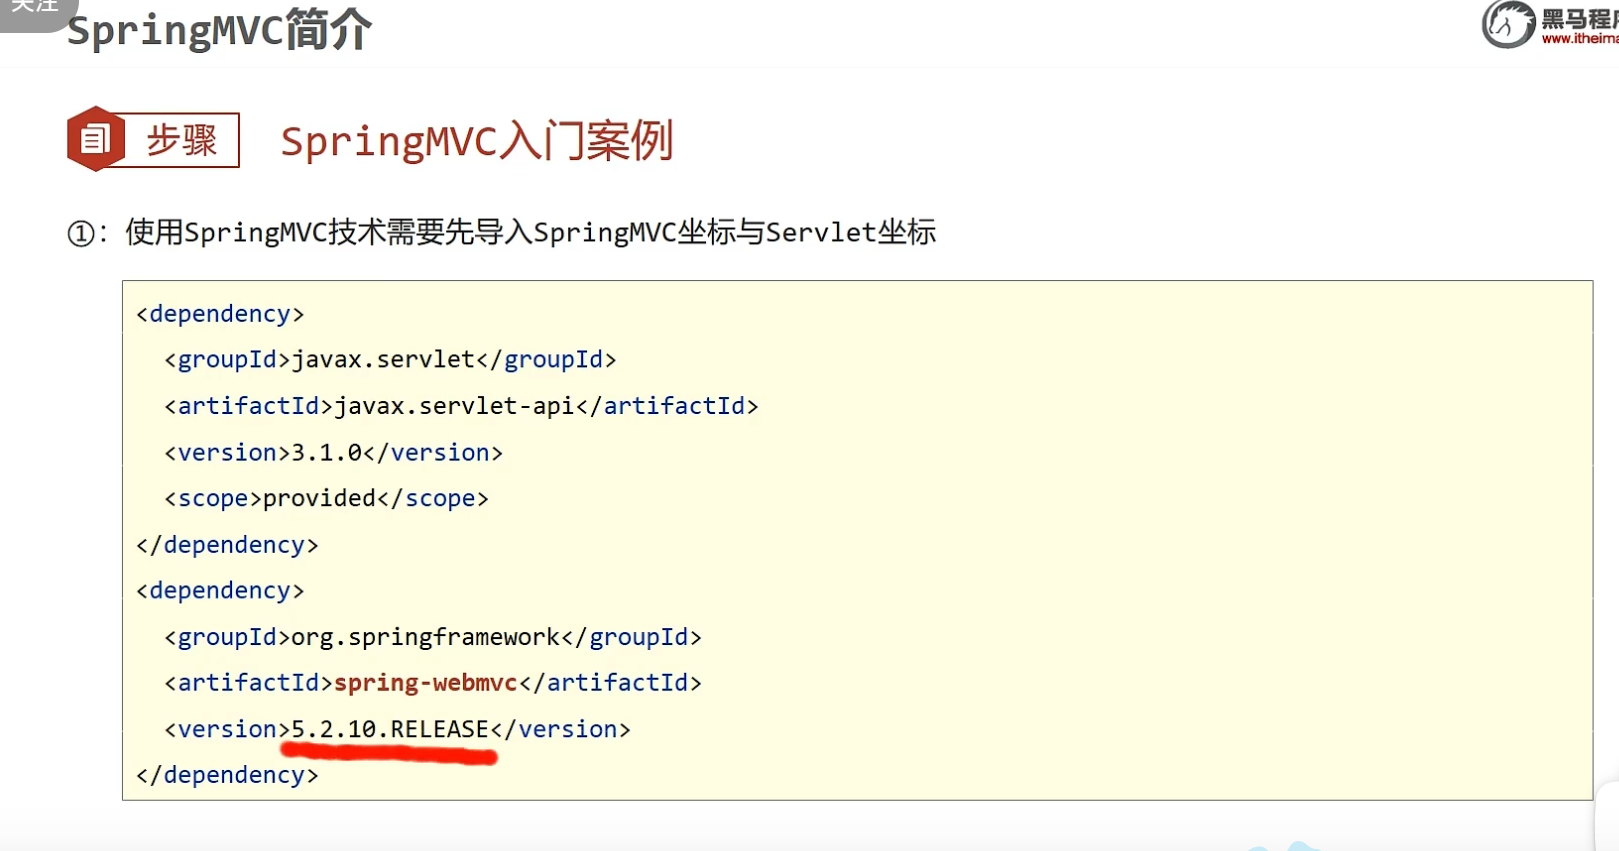 关注
SpringMVC简介
黑马程序
www.itheima
步骤
SpringMVC入门案例
①：使用SpringMVC技术需要先导入SpringMVC坐标与Servlet坐标
<dependency>
<groupId>javax.servlet</groupId>
<artifactId>javax.servlet-api</artifactId>
<version>3.1.0</version>
<scope>provided</scope>
</dependency>
<dependency>
<groupId>org.springframework</groupId>
<artifactId>spring-webmvc</artifactId>
<version>5.2.10.RELEASE</version>
</dependency>